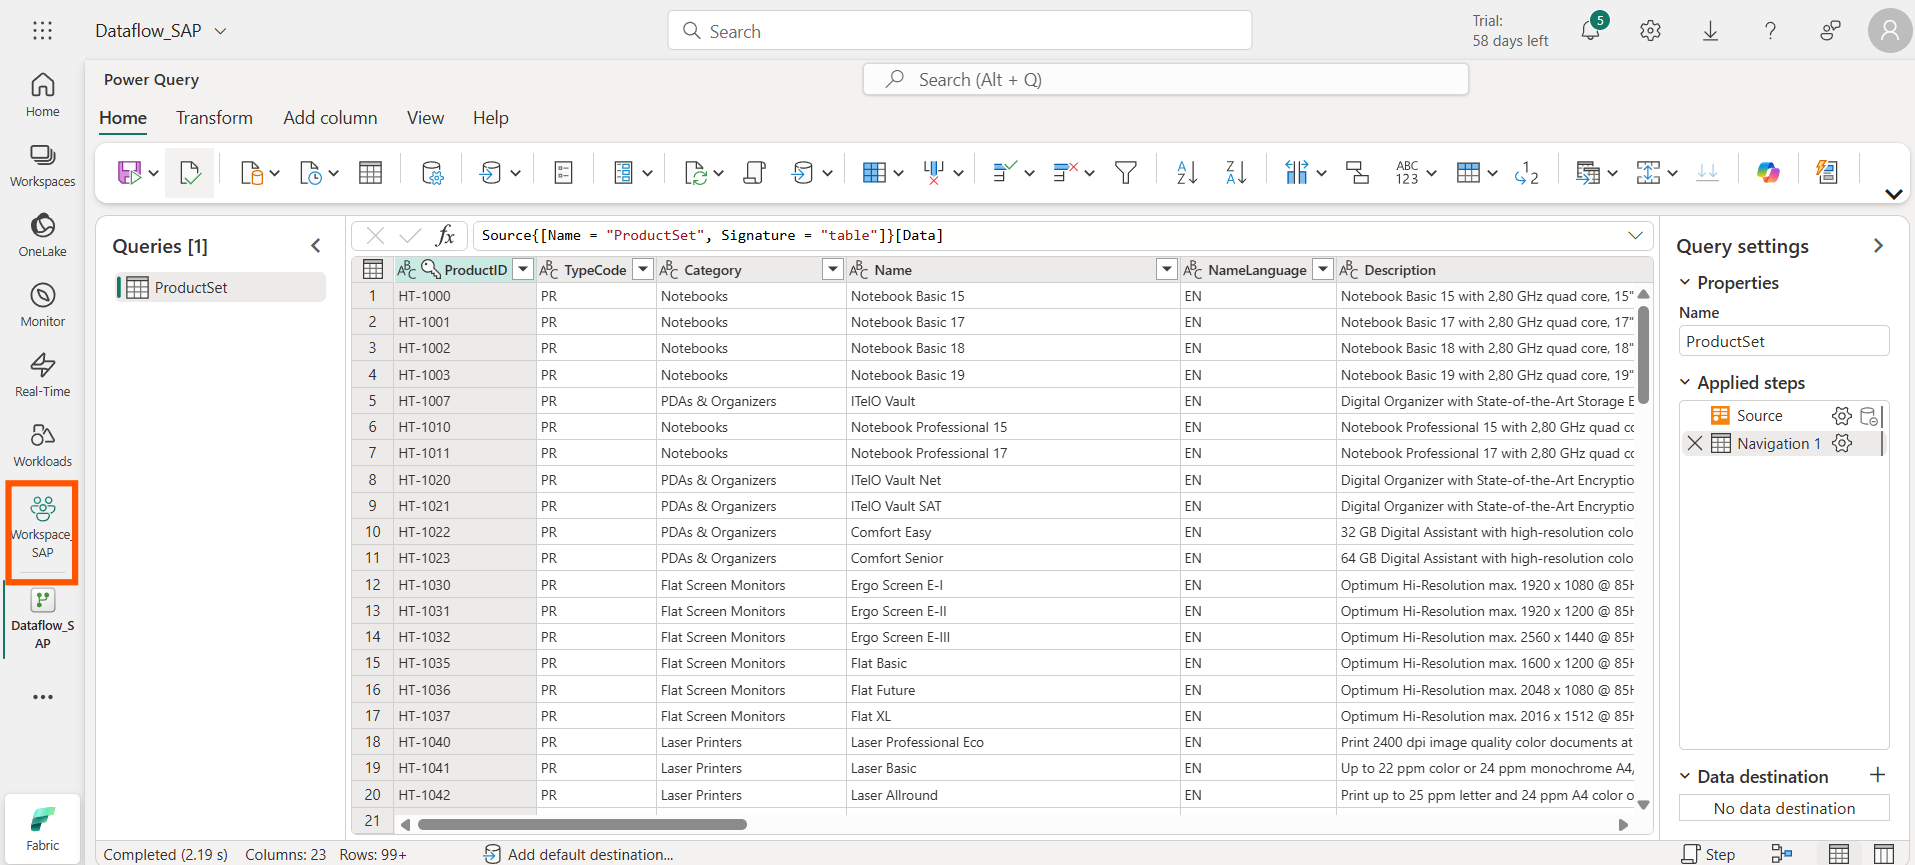 Dataflow_SAP
Search
Trial:
58 days left
5
Home
Workspaces
OneLake
Monitor
Real-Time
Workloads
Workspace_
SAP
Dataflow_S
AP
Fabric
Power Query
Search (Alt + Q)
Home Transform Add column View Help
Queries [1]
ProductSet
fx Source{[Name = "ProductSet", Signature = "table"]}[Data]
ProductID TypeCode Category Name NameLanguage Description
1 HT-1000 PR Notebooks Notebook Basic 15 EN Notebook Basic 15 with 2,80 GHz quad core, 15"
2 HT-1001 PR Notebooks Notebook Basic 17 EN Notebook Basic 17 with 2,80 GHz quad core, 17"
3 HT-1002 PR Notebooks Notebook Basic 18 EN Notebook Basic 18 with 2,80 GHz quad core, 18"
4 HT-1003 PR Notebooks Notebook Basic 19 EN Notebook Basic 19 with 2,80 GHz quad core, 19"
5 HT-1007 PR PDAs & Organizers ITelO Vault EN Digital Organizer with State-of-the-Art Storage E
6 HT-1010 PR Notebooks Notebook Professional 15 EN Notebook Professional 15 with 2,80 GHz quad co
7 HT-1011 PR Notebooks Notebook Professional 17 EN Notebook Professional 17 with 2,80 GHz quad co
8 HT-1020 PR PDAs & Organizers ITelO Vault Net EN Digital Organizer with State-of-the-Art Encryptio
9 HT-1021 PR PDAs & Organizers ITelO Vault SAT EN Digital Organizer with State-of-the-Art Encryptio
10 HT-1022 PR PDAs & Organizers Comfort Easy EN 32 GB Digital Assistant with high-resolution colo
11 HT-1023 PR PDAs & Organizers Comfort Senior EN 64 GB Digital Assistant with high-resolution colo
12 HT-1030 PR Flat Screen Monitors Ergo Screen E-I EN Optimum Hi-Resolution max. 1920 x 1080 @ 85H
13 HT-1031 PR Flat Screen Monitors Ergo Screen E-II EN Optimum Hi-Resolution max. 1920 x 1200 @ 85H
14 HT-1032 PR Flat Screen Monitors Ergo Screen E-III EN Optimum Hi-Resolution max. 2560 x 1440 @ 85H
15 HT-1035 PR Flat Screen Monitors Flat Basic EN Optimum Hi-Resolution max. 1600 x 1200 @ 85H
16 HT-1036 PR Flat Screen Monitors Flat Future EN Optimum Hi-Resolution max. 2048 x 1080 @ 85H
17 HT-1037 PR Flat Screen Monitors Flat XL EN Optimum Hi-Resolution max. 2016 x 1512 @ 85H
18 HT-1040 PR Laser Printers Laser Professional Eco EN Print 2400 dpi image quality color documents at
19 HT-1041 PR Laser Printers Laser Basic EN Up to 22 ppm color or 24 ppm monochrome A4,
20 HT-1042 PR Laser Printers Laser Allround EN Print up to 25 ppm letter and 24 ppm A4 color o
21
Query settings
Properties
Name
ProductSet
Applied steps
Source
Navigation 1
Data destination
No data destination
Completed (2.19 s) Columns: 23 Rows: 99+
Add default destination...
Step